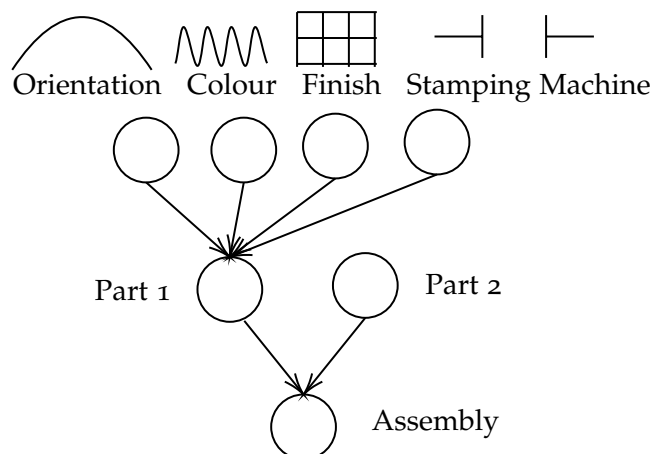 Orientation Colour Finish Stamping Machine
Part 1 Part 2
Assembly